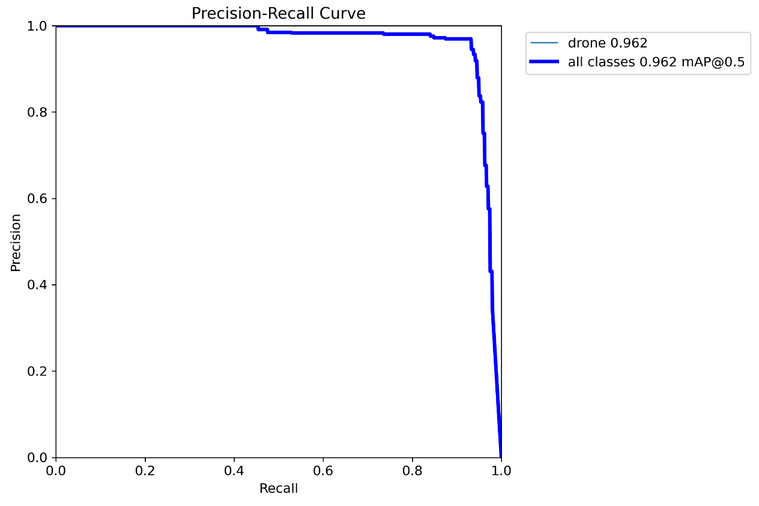 Precision-Recall Curve
drone 0.962
all classes 0.962 mAP@0.5
1.0
0.8
0.6
0.4
0.2
0.0
Precision
0.0 0.2 0.4 0.6 0.8 1.0
Recall